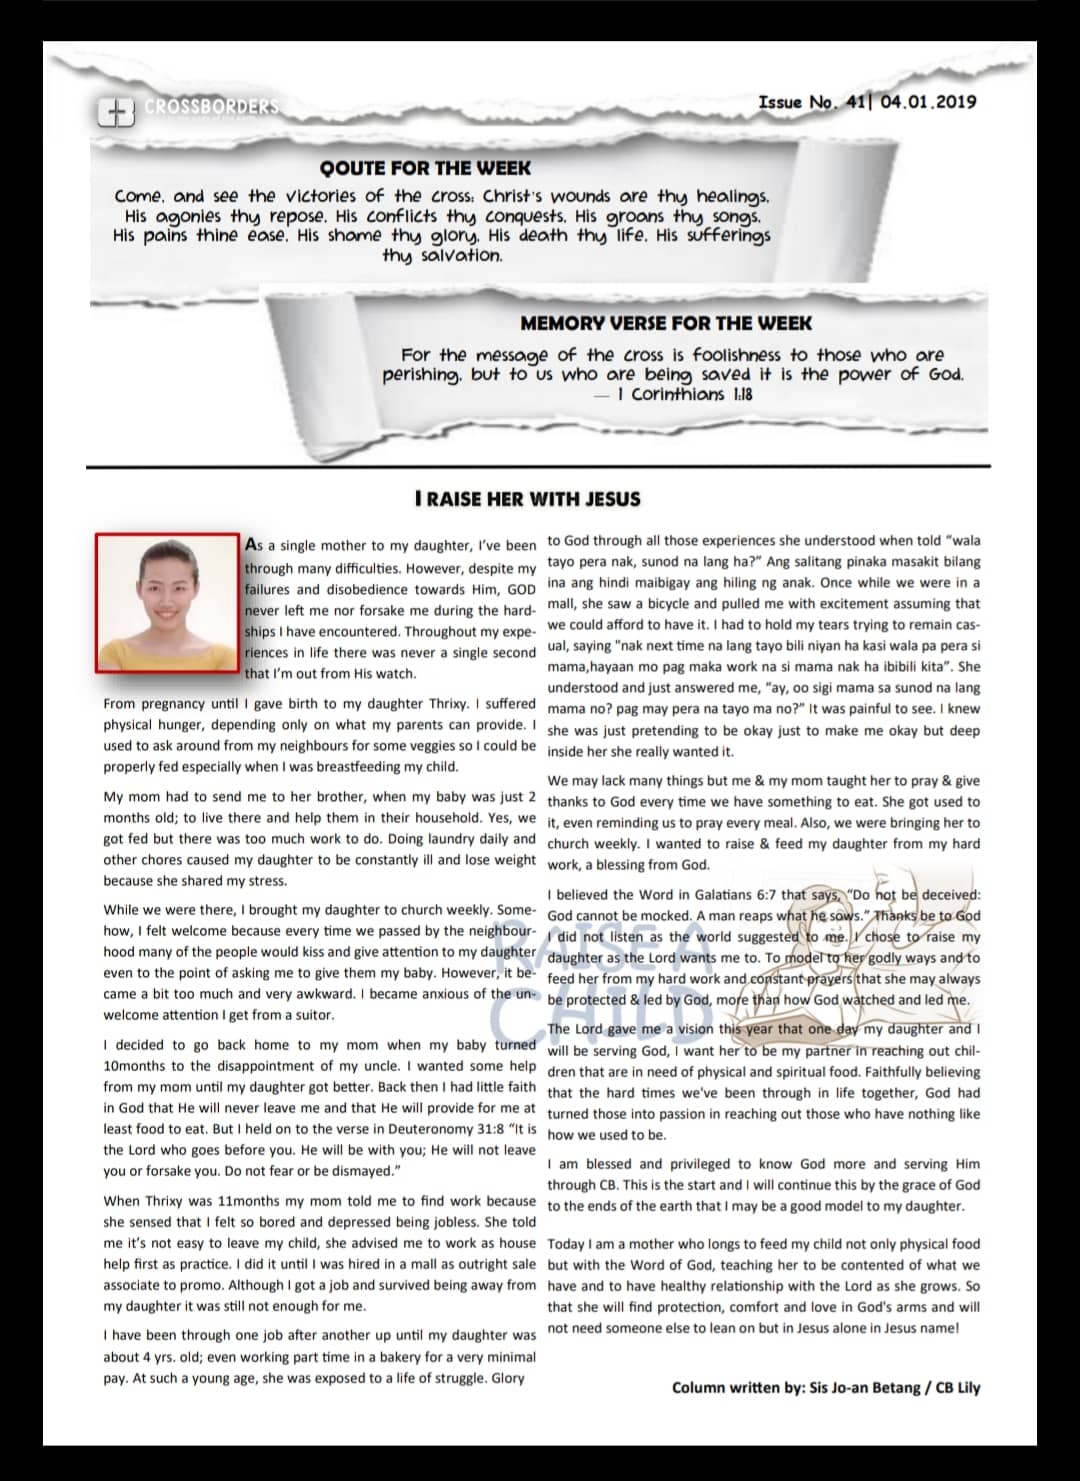 CROSSBORDERS
Issue No. 41| 04.01.2019
QOUTE FOR THE WEEK
Come, and see the victories of the cross; Christ's wounds are thy healings,
His agonies thy repose, His conflicts thy conquests, His groans thy songs,
His pains thine ease, His shame thy glory, His death thy life, His sufferings
thy salvation.
MEMORY VERSE FOR THE WEEK
For the message of the cross is foolishness to those who are
perishing, but to us who are being saved it is the power of God.
— 1 Corinthians 1:18
I RAISE HER WITH JESUS
As a single mother to my daughter, I've been
through many difficulties. However, despite my
failures and disobedience towards Him, GOD
never left me nor forsake me during the hard-
ships I have encountered. Throughout my expe-
riences in life there was never a single second
that I'm out from His watch.
From pregnancy until I gave birth to my daughter Thrixy. I suffered
physical hunger, depending only on what my parents can provide. I
used to ask around from my neighbours for some veggies so I could be
properly fed especially when I was breastfeeding my child.
My mom had to send me to her brother, when my baby was just 2
months old; to live there and help them in their household. Yes, we
got fed but there was too much work to do. Doing laundry daily and
other chores caused my daughter to be constantly ill and lose weight
because she shared my stress.
While we were there, I brought my daughter to church weekly. Some-
how, I felt welcome because every time we passed by the neighbour-
hood many of the people would kiss and give attention to my daughter
even to the point of asking me to give them my baby. However, it be-
came a bit too much and very awkward. I became anxious of the un-
welcome attention I get from a suitor.
I decided to go back home to my mom when my baby turned
10months to the disappointment of my uncle. I wanted some help
from my mom until my daughter got better. Back then I had little faith
in God that He will never leave me and that He will provide for me at
least food to eat. But I held on to the verse in Deuteronomy 31:8 "It is
the Lord who goes before you. He will be with you; He will not leave
you or forsake you. Do not fear or be dismayed."
When Thrixy was 11months my mom told me to find work because
she sensed that I felt so bored and depressed being jobless. She told
me it's not easy to leave my child, she advised me to work as house
help first as practice. I did it until I was hired in a mall as outright sale
associate to promo. Although I got a job and survived being away from
my daughter it was still not enough for me.
I have been through one job after another up until my daughter was
about 4 yrs. old; even working part time in a bakery for a very minimal
pay. At such a young age, she was exposed to a life of struggle. Glory
to God through all those experiences she understood when told "wala
tayo pera nak, sunod na lang ha?" Ang salitang pinaka masakit bilang
ina ang hindi maibigay ang hiling ng anak. Once while we were in a
mall, she saw a bicycle and pulled me with excitement assuming that
we could afford to have it. I had to hold my tears trying to remain cas-
ual, saying "nak next time na lang tayo bili niyan ha kasi wala pa pera si
mama,hayaan mo pag maka work na si mama nak ha ibibili kita". She
understood and just answered me, "ay, oo sigi mama sa sunod na lang
mama no? pag may pera na tayo ma no?" It was painful to see. I knew
she was just pretending to be okay just to make me okay but deep
inside her she really wanted it.
We may lack many things but me & my mom taught her to pray & give
thanks to God every time we have something to eat. She got used to
it, even reminding us to pray every meal. Also, we were bringing her to
church weekly. I wanted to raise & feed my daughter from my hard
work, a blessing from God.
I believed the Word in Galatians 6:7 that says, "Do not be deceived:
God cannot be mocked. A man reaps what he sows." Thanks be to God
I did not listen as the world suggested to me. I chose to raise my
daughter as the Lord wants me to. To model to her godly ways and to
feed her from my hard work and constant prayers that she may always
be protected & led by God, more than how God watched and led me.
The Lord gave me a vision this year that one day my daughter and I
will be serving God, I want her to be my partner in reaching out chil-
dren that are in need of physical and spiritual food. Faithfully believing
that the hard times we've been through in life together, God had
turned those into passion in reaching out those who have nothing like
how we used to be.
I am blessed and privileged to know God more and serving Him
through CB. This is the start and I will continue this by the grace of God
to the ends of the earth that I may be a good model to my daughter.
Today I am a mother who longs to feed my child not only physical food
but with the Word of God, teaching her to be contented of what we
have and to have healthy relationship with the Lord as she grows. So
that she will find protection, comfort and love in God's arms and will
not need someone else to lean on but in Jesus alone in Jesus name!
Column written by: Sis Jo-an Betang / CB Lily
RAISE A
CHILD